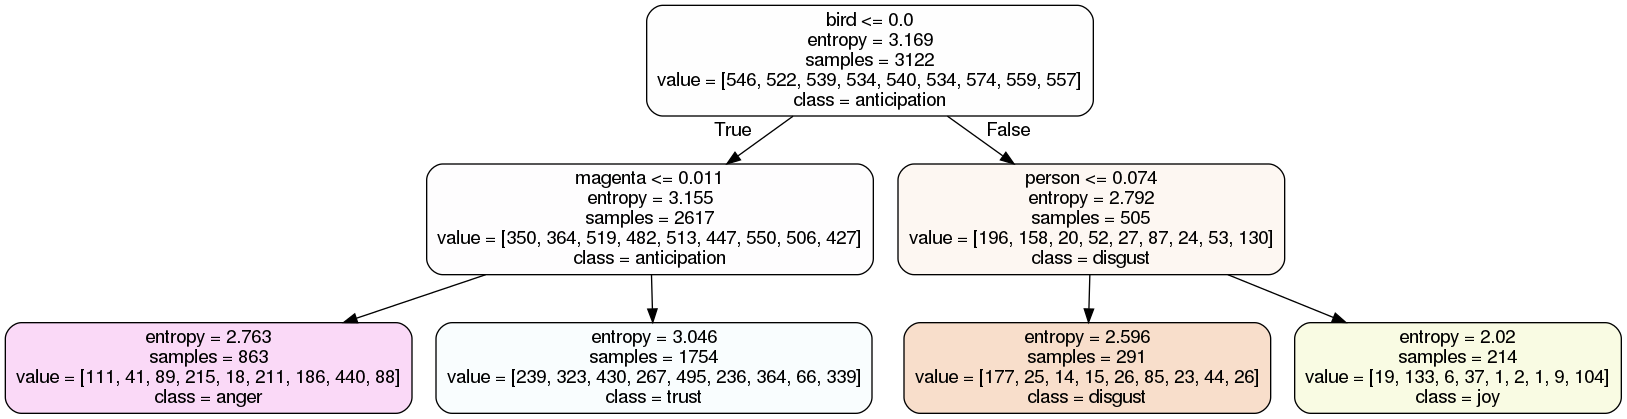 bird <= 0.0
entropy = 3.169
samples = 3122
value = [546, 522, 539, 534, 540, 534, 574, 559, 557]
class = anticipation
True
False
magenta <= 0.011
entropy = 3.155
samples = 2617
value = [350, 364, 519, 482, 513, 447, 550, 506, 427]
class = anticipation
person <= 0.074
entropy = 2.792
samples = 505
value = [196, 158, 20, 52, 27, 87, 24, 53, 130]
class = disgust
entropy = 2.763
samples = 863
value = [111, 41, 89, 215, 18, 211, 186, 440, 88]
class = anger
entropy = 3.046
samples = 1754
value = [239, 323, 430, 267, 495, 236, 364, 66, 339]
class = trust
entropy = 2.596
samples = 291
value = [177, 25, 14, 15, 26, 85, 23, 44, 26]
class = disgust
entropy = 2.02
samples = 214
value = [19, 133, 6, 37, 1, 2, 1, 9, 104]
class = joy